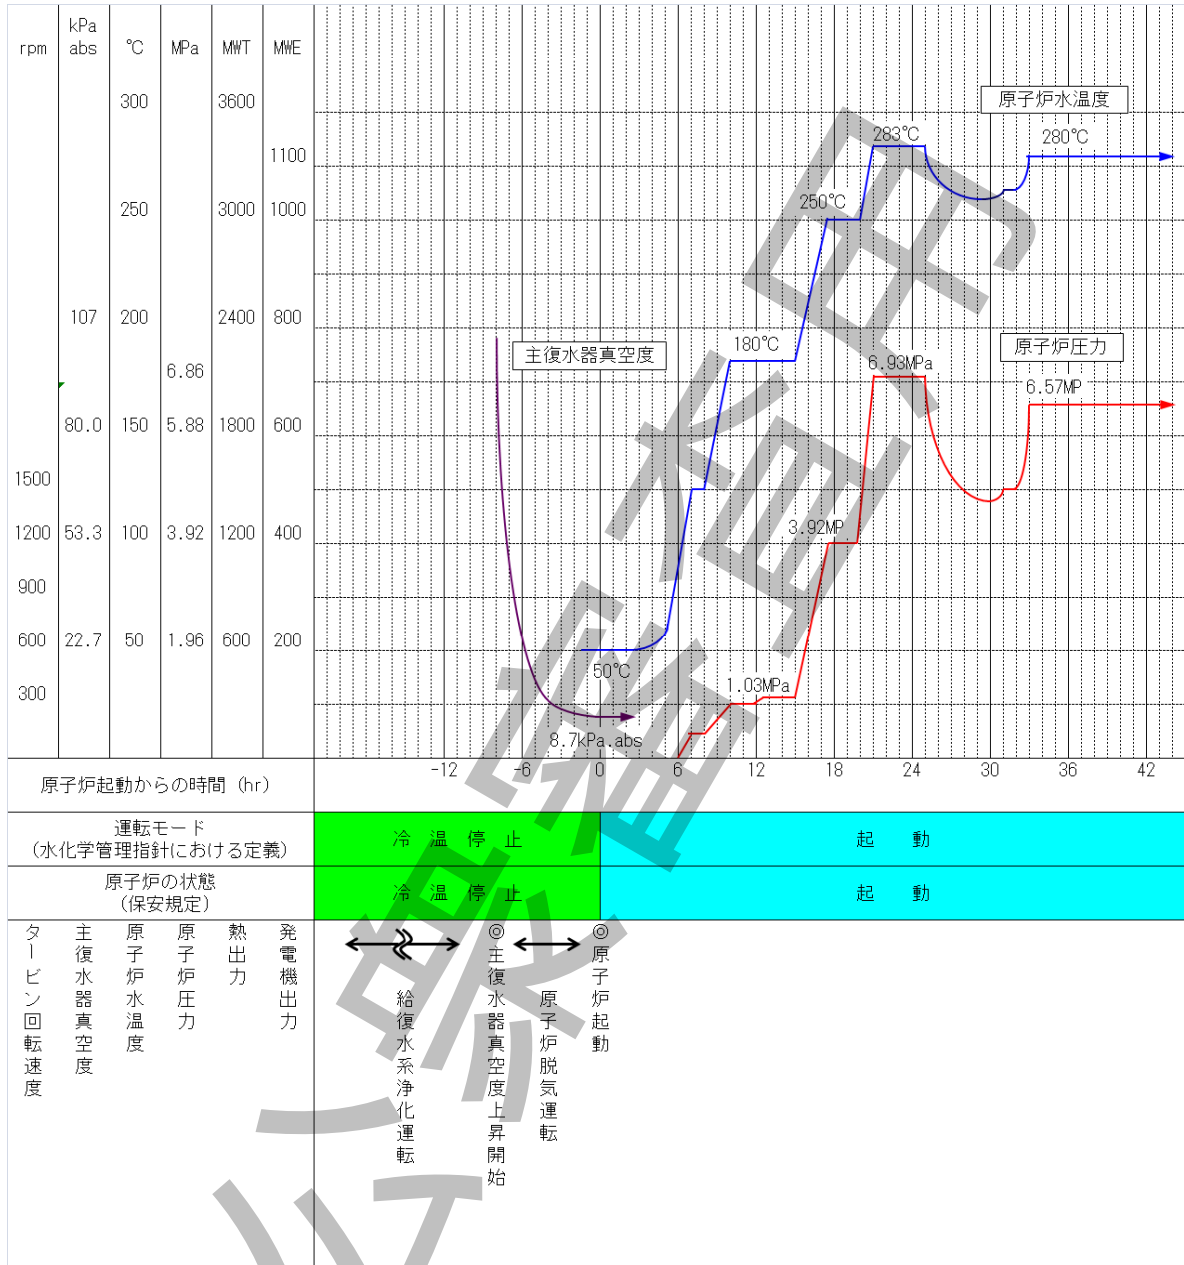 rpm
kPa
abs
℃
MPa
MWT
MWE
300
3600
1100
250
3000
1000
107
200
2400
800
6.86
80.0
150
5.88
1800
600
1500
1200
53.3
100
3.92
1200
400
900
600
22.7
50
1.96
600
200
300
原子炉水温度
283℃
280℃
250℃
主復水器真空度
180℃
原子炉圧力
6.93MPa
6.57MP
3.92MP
50℃
1.03MPa
8.7kPa.abs
原子炉起動からの時間 (hr)
-12
-6
0
6
12
18
24
30
36
42
運転モード
(水化学管理指針における定義)
冷 温 停 止
起 動
原子炉の状態
(保安規定)
冷 温 停 止
起 動
タービン回転速度
主復水器真空度
原子炉水温度
原子炉圧力
熱出力
発電機出力
給復水系浄化運転
◎主復水器真空度上昇開始
原子炉脱気運転
◎原子炉起動
公募審査用